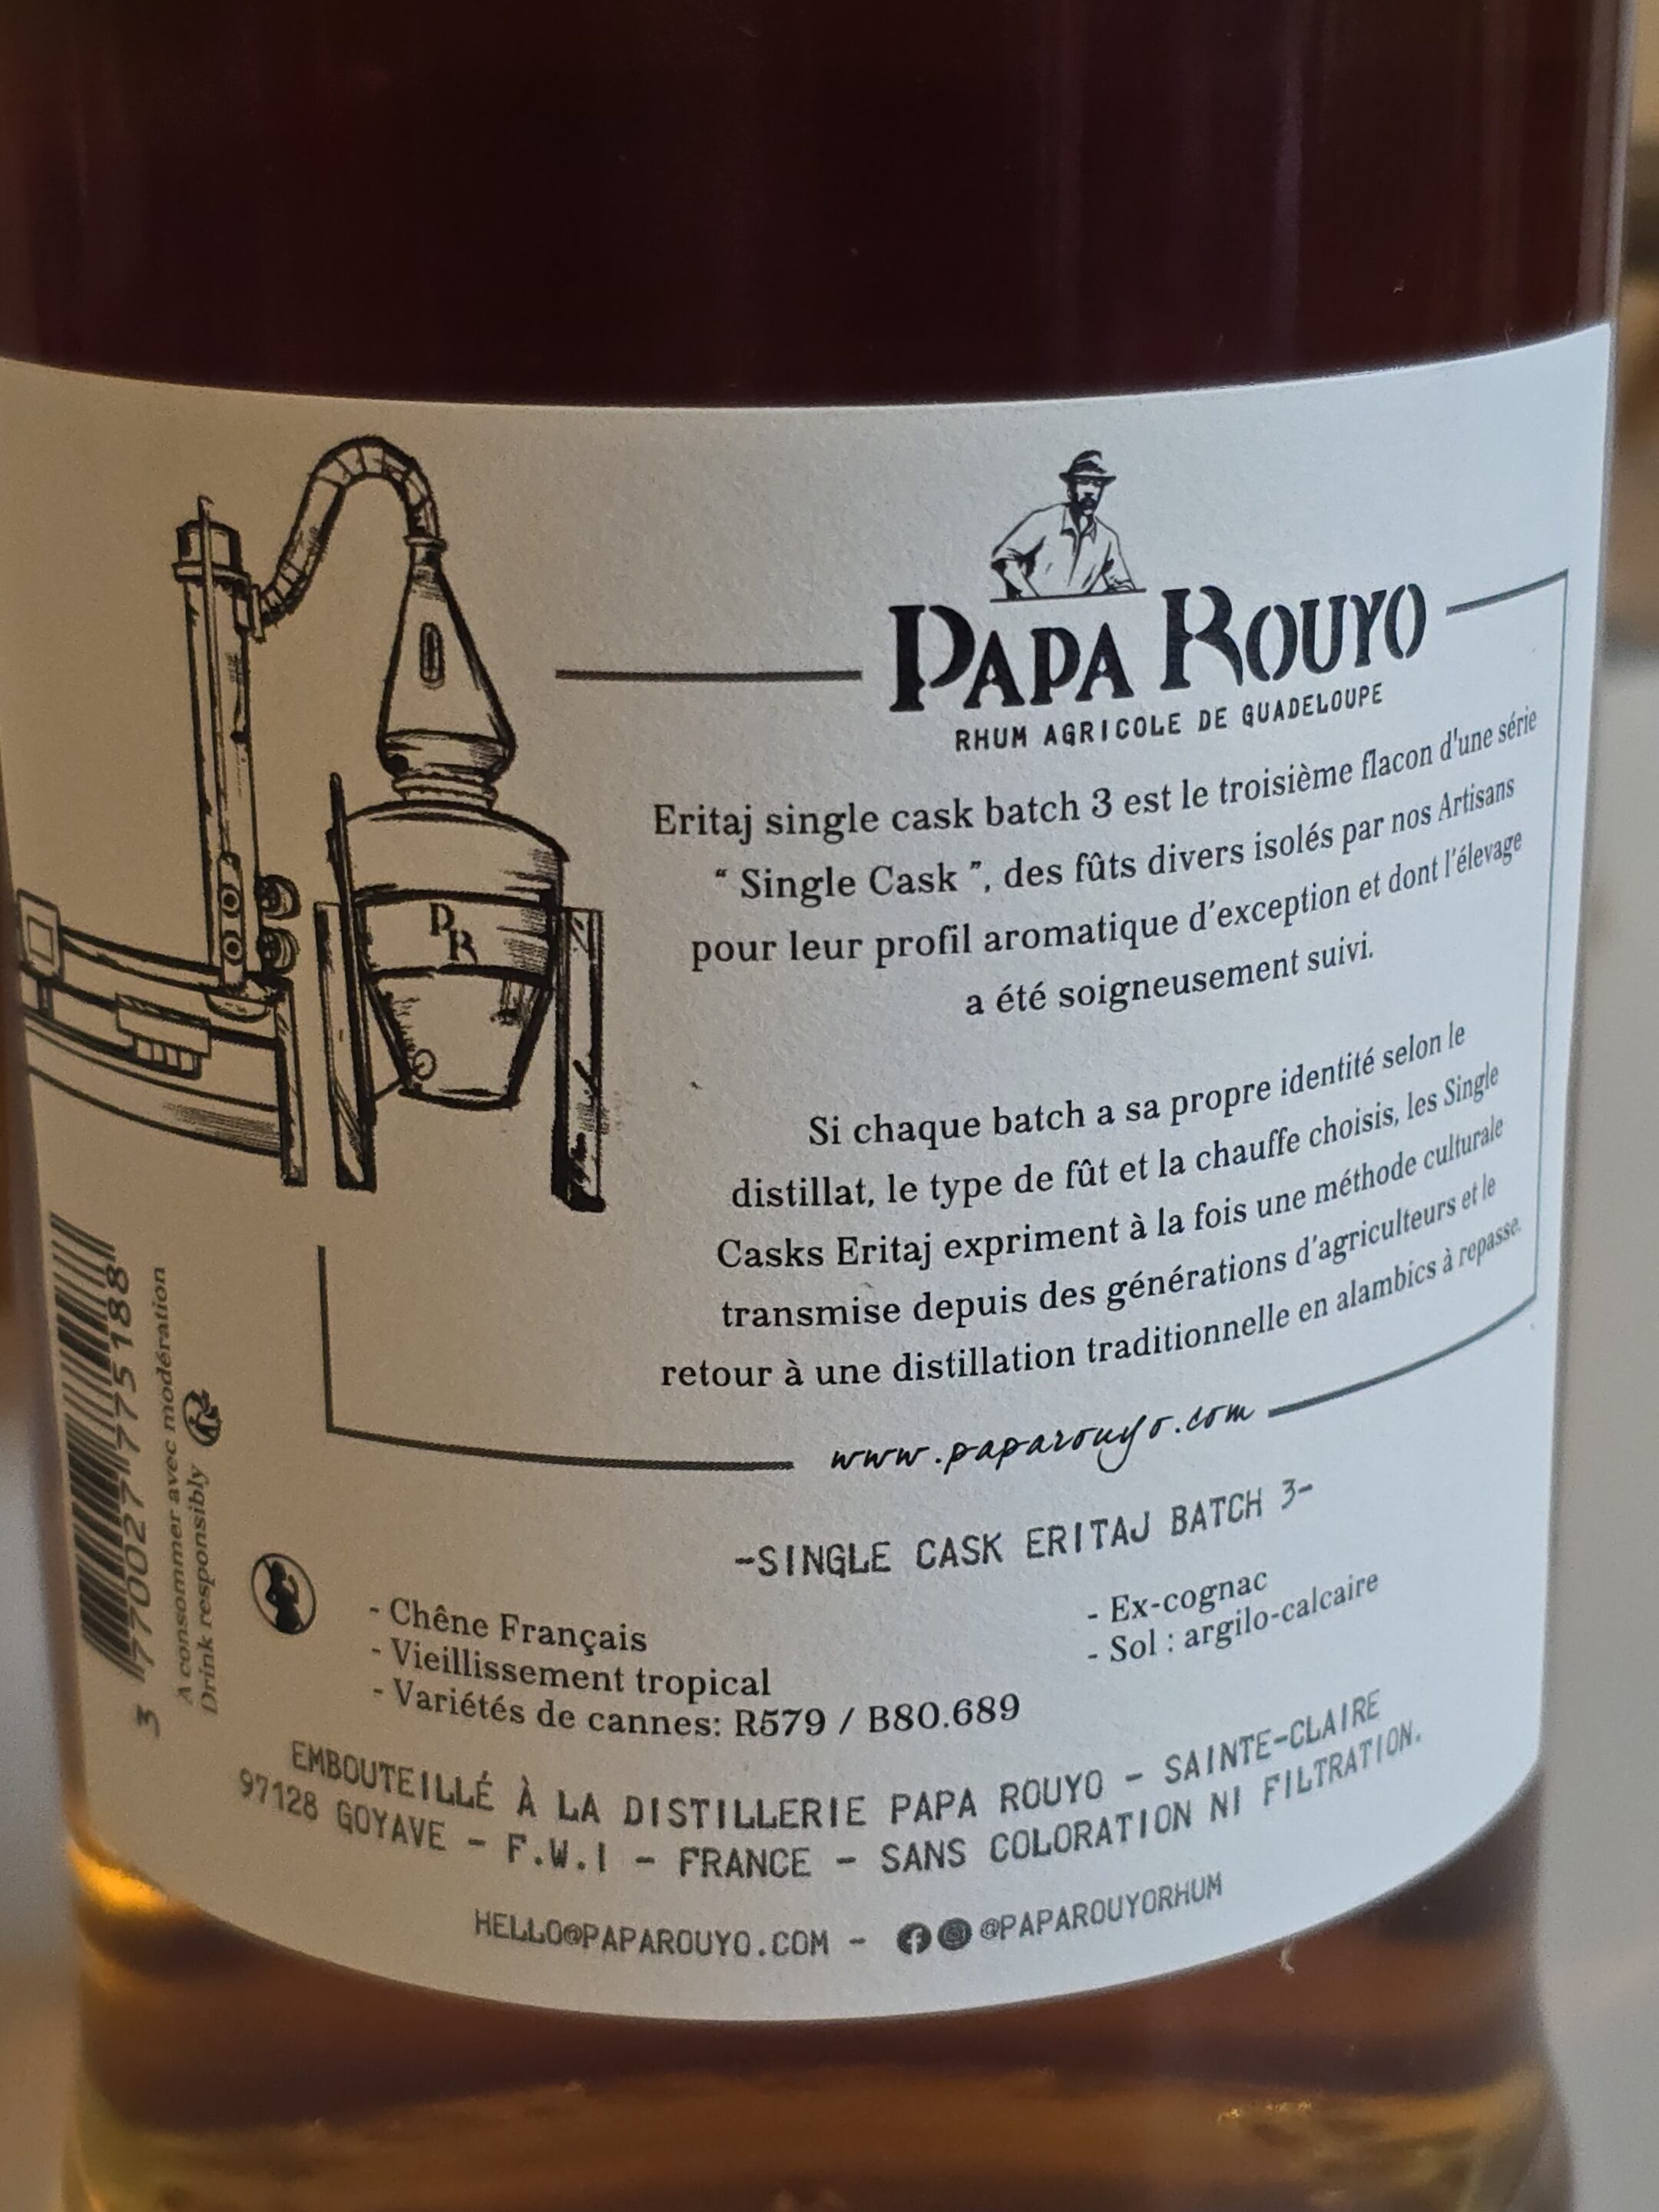 PAPA ROUYO
RHUM AGRICOLE DE GUADELOUPE
Eritaj single cask batch 3 est le troisième flacon d'une série
“ Single Cask ”, des fûts divers isolés par nos Artisans
pour leur profil aromatique d'exception et dont l'élevage
a été soigneusement suivi.
Si chaque batch a sa propre identité selon le
distillat, le type de fût et la chauffe choisis, les Single
Casks Eritaj expriment à la fois une méthode culturale
transmise depuis des générations d'agriculteurs et le
retour à une distillation traditionnelle en alambics à repasse.
www.paparouyo.com
PR
3 770027 775188
A consommer avec modération
Drink responsibly
-SINGLE CASK ERITAJ BATCH 3-
- Chêne Français
- Vieillissement tropical
- Variétés de cannes: R579 / B80.689
- Ex-cognac
- Sol : argilo-calcaire
EMBOUTEILLÉ À LA DISTILLERIE PAPA ROUYO - SAINTE-CLAIRE
97128 GOYAVE - F.W.I - FRANCE - SANS COLORATION NI FILTRATION.
HELLO@PAPAROUYO.COM - @PAPAROUYORHUM